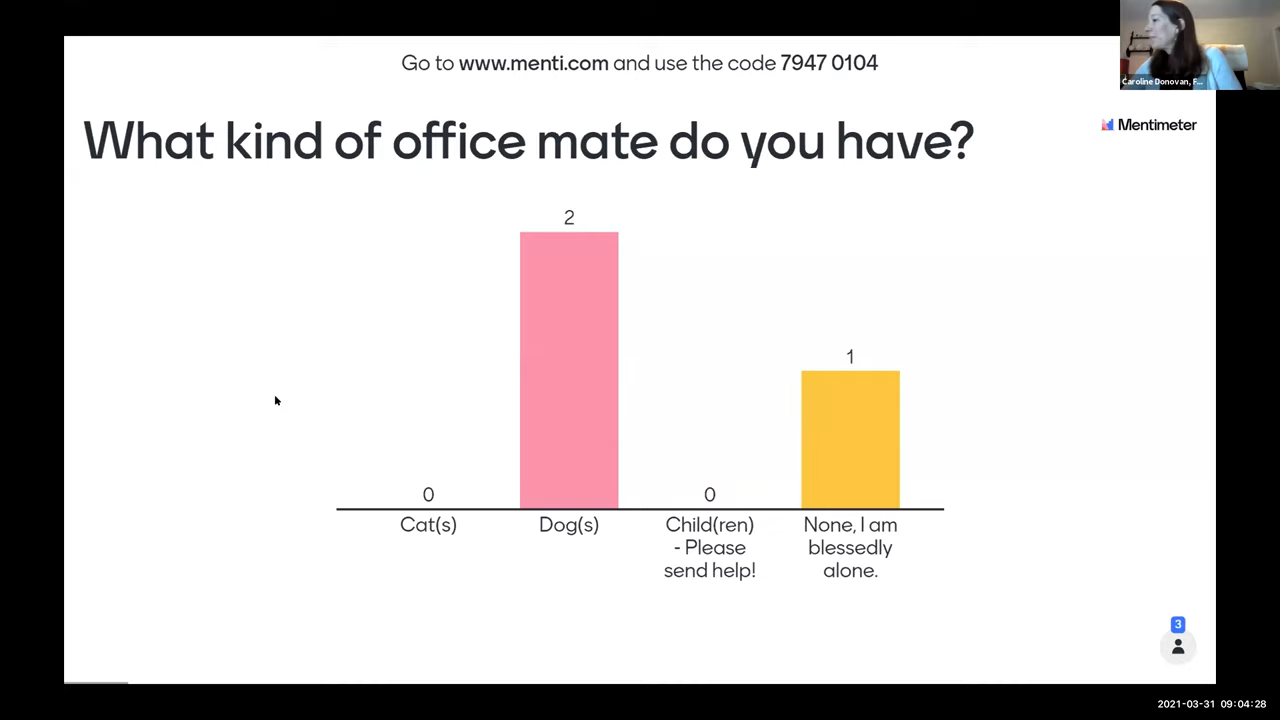 Go to www.menti.com and use the code 7947 0104
Caroline Donovan, F...
What kind of office mate do you have?
Mentimeter
2
1
0
0
Cat(s)
Dog(s)
Child(ren)
- Please
send help!
None, I am
blessedly
alone.
3
2021-03-31 09:04:28